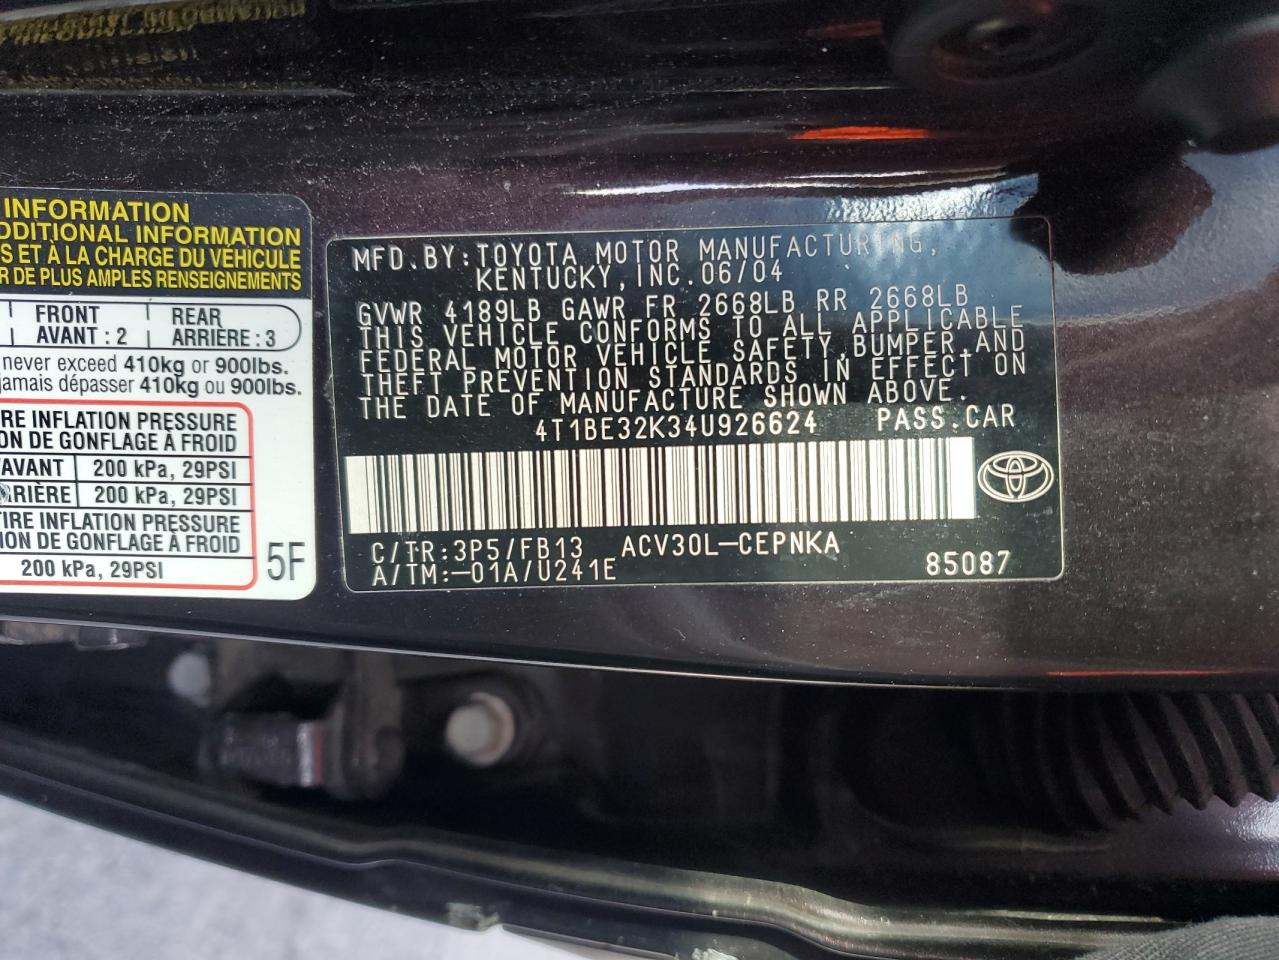 INFORMATION
DDITIONAL INFORMATION
S ET À LA CHARGE DU VÉHICULE
R DE PLUS AMPLES RENSEIGNEMENTS
FRONT
AVANT : 2
REAR
ARRIÈRE : 3
never exceed 410kg or 900lbs.
jamais dépasser 410kg ou 900lbs.
IRE INFLATION PRESSURE
ON DE GONFLAGE À FROID
AVANT 200 kPa, 29PSI
RRIÈRE 200 kPa, 29PSI
TIRE INFLATION PRESSURE
ION DE GONFLAGE À FROID
200 kPa, 29PSI
5F
MFD.BY:TOYOTA MOTOR MANUFACTURING,
KENTUCKY,INC.06/04
GVWR 4189LB GAWR FR 2668LB RR 2668LB
THIS VEHICLE CONFORMS TO ALL APPLICABLE
FEDERAL MOTOR VEHICLE SAFETY,BUMPER,AND
THEFT PREVENTION STANDARDS IN EFFECT ON
THE DATE OF MANUFACTURE SHOWN ABOVE.
4T1BE32K34U926624 PASS.CAR
C/TR:3P5/FB13 ACV30L-CEPNKA
A/TM:-01A/U241E 85087